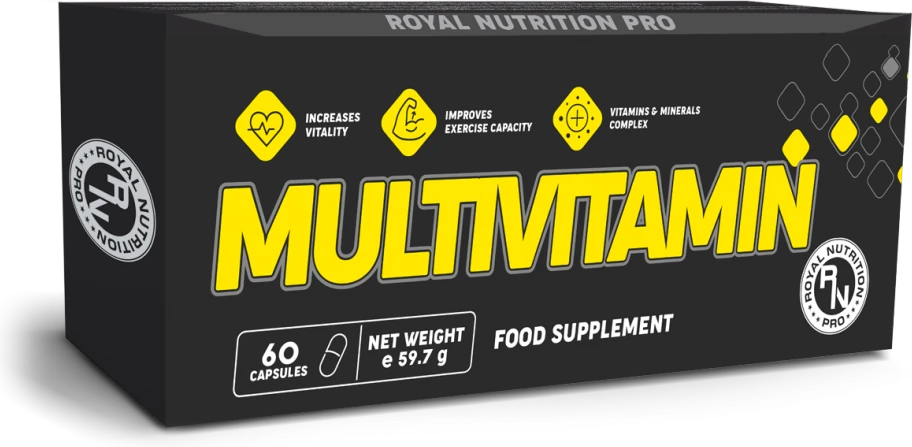 ROYAL NUTRITION PRO
INCREASES
VITALITY
IMPROVES
EXERCISE CAPACITY
VITAMINS & MINERALS
COMPLEX
MULTIVITAMIN
ROYAL NUTRITION
RN
PRO
ROYAL NUTRITION
RN
PRO
60
CAPSULES
NET WEIGHT
e 59.7 g
FOOD SUPPLEMENT